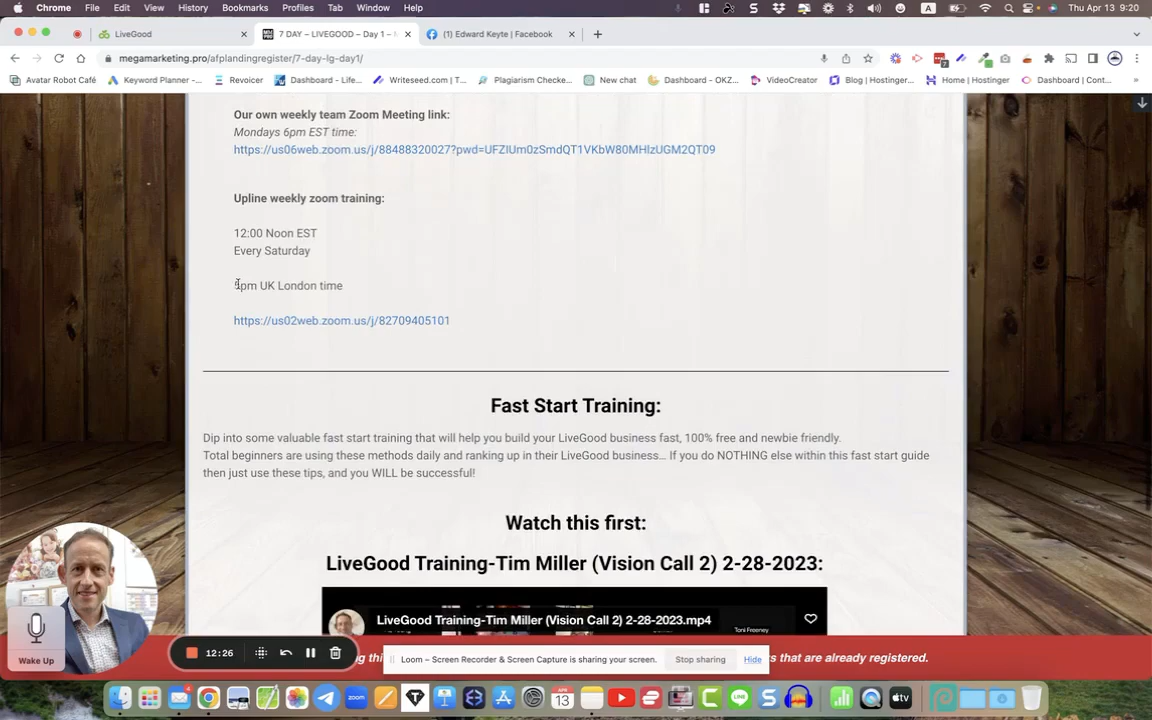 Chrome File Edit View History Bookmarks Profiles Tab Window Help A Thu Apr 13 9:20
LiveGood
7 DAY – LIVEGOOD – Day 1 –
(1) Edward Keyte | Facebook
megamarketing.pro/afplandingregister/7-day-lg-day1/
Avatar Robot Café Keyword Planner -... Revoicer Dashboard - Life... Writeseed.com | T... Plagiarism Checke... New chat Dashboard - OKZ... VideoCreator Blog | Hostinger... Home | Hostinger Dashboard | Cont...
Our own weekly team Zoom Meeting link:
Mondays 6pm EST time:
https://us06web.zoom.us/j/88488320027?pwd=UFZIUm0zSmdQT1VKbW80MHlzUGM2QT09
Upline weekly zoom training:
12:00 Noon EST
Every Saturday
pm UK London time
https://us02web.zoom.us/j/82709405101
Fast Start Training:
Dip into some valuable fast start training that will help you build your LiveGood business fast, 100% free and newbie friendly.
Total beginners are using these methods daily and ranking up in their LiveGood business... If you do NOTHING else within this fast start guide
then just use these tips, and you WILL be successful!
Watch this first:
LiveGood Training-Tim Miller (Vision Call 2) 2-28-2023:
LiveGood Training-Tim Miller (Vision Call 2) 2-28-2023.mp4
Toni Freeney
Wake Up
12:26
Loom – Screen Recorder & Screen Capture is sharing your screen. Stop sharing Hide
that are already registered.
APR
13
tv